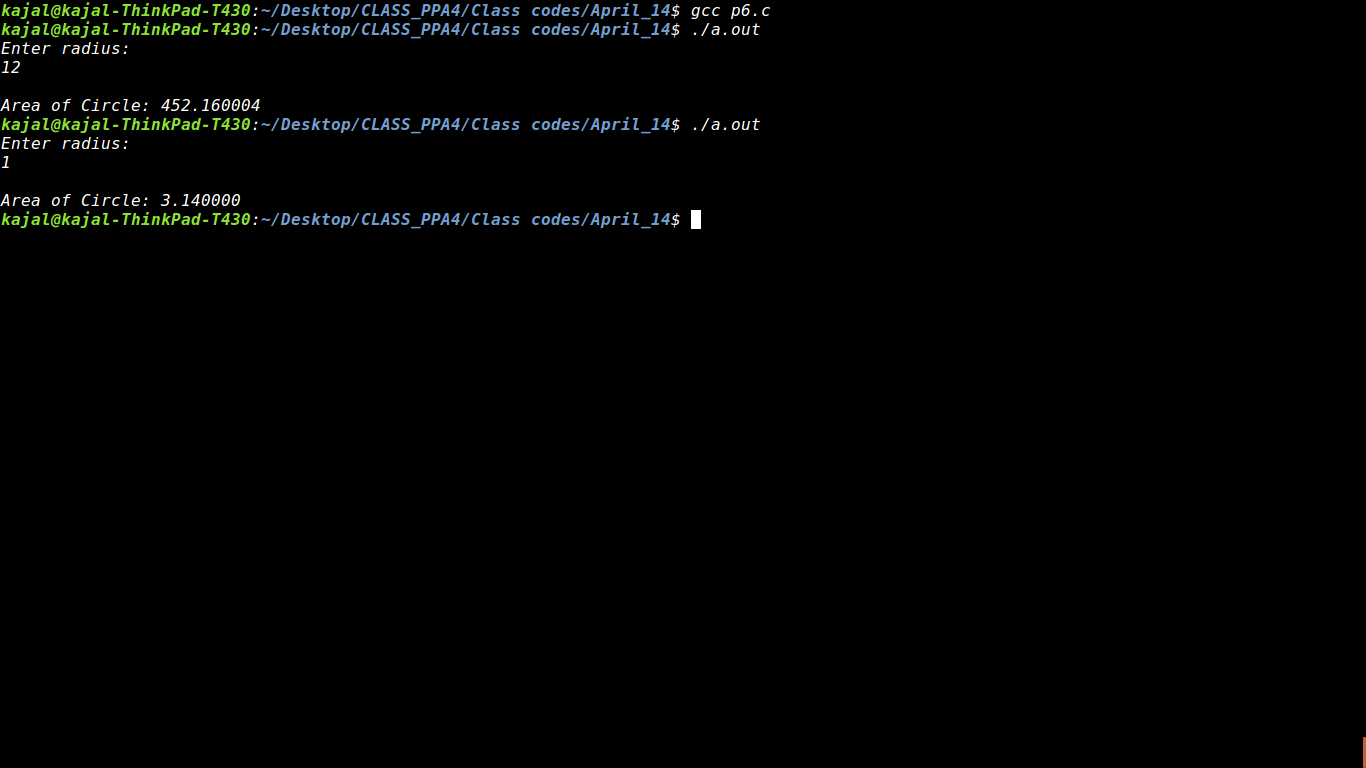 kajal@kajal-ThinkPad-T430:~/Desktop/CLASS_PPA4/Class codes/April_14$ gcc p6.c
kajal@kajal-ThinkPad-T430:~/Desktop/CLASS_PPA4/Class codes/April_14$ ./a.out
Enter radius:
12

Area of Circle: 452.160004
kajal@kajal-ThinkPad-T430:~/Desktop/CLASS_PPA4/Class codes/April_14$ ./a.out
Enter radius:
1

Area of Circle: 3.140000
kajal@kajal-ThinkPad-T430:~/Desktop/CLASS_PPA4/Class codes/April_14$